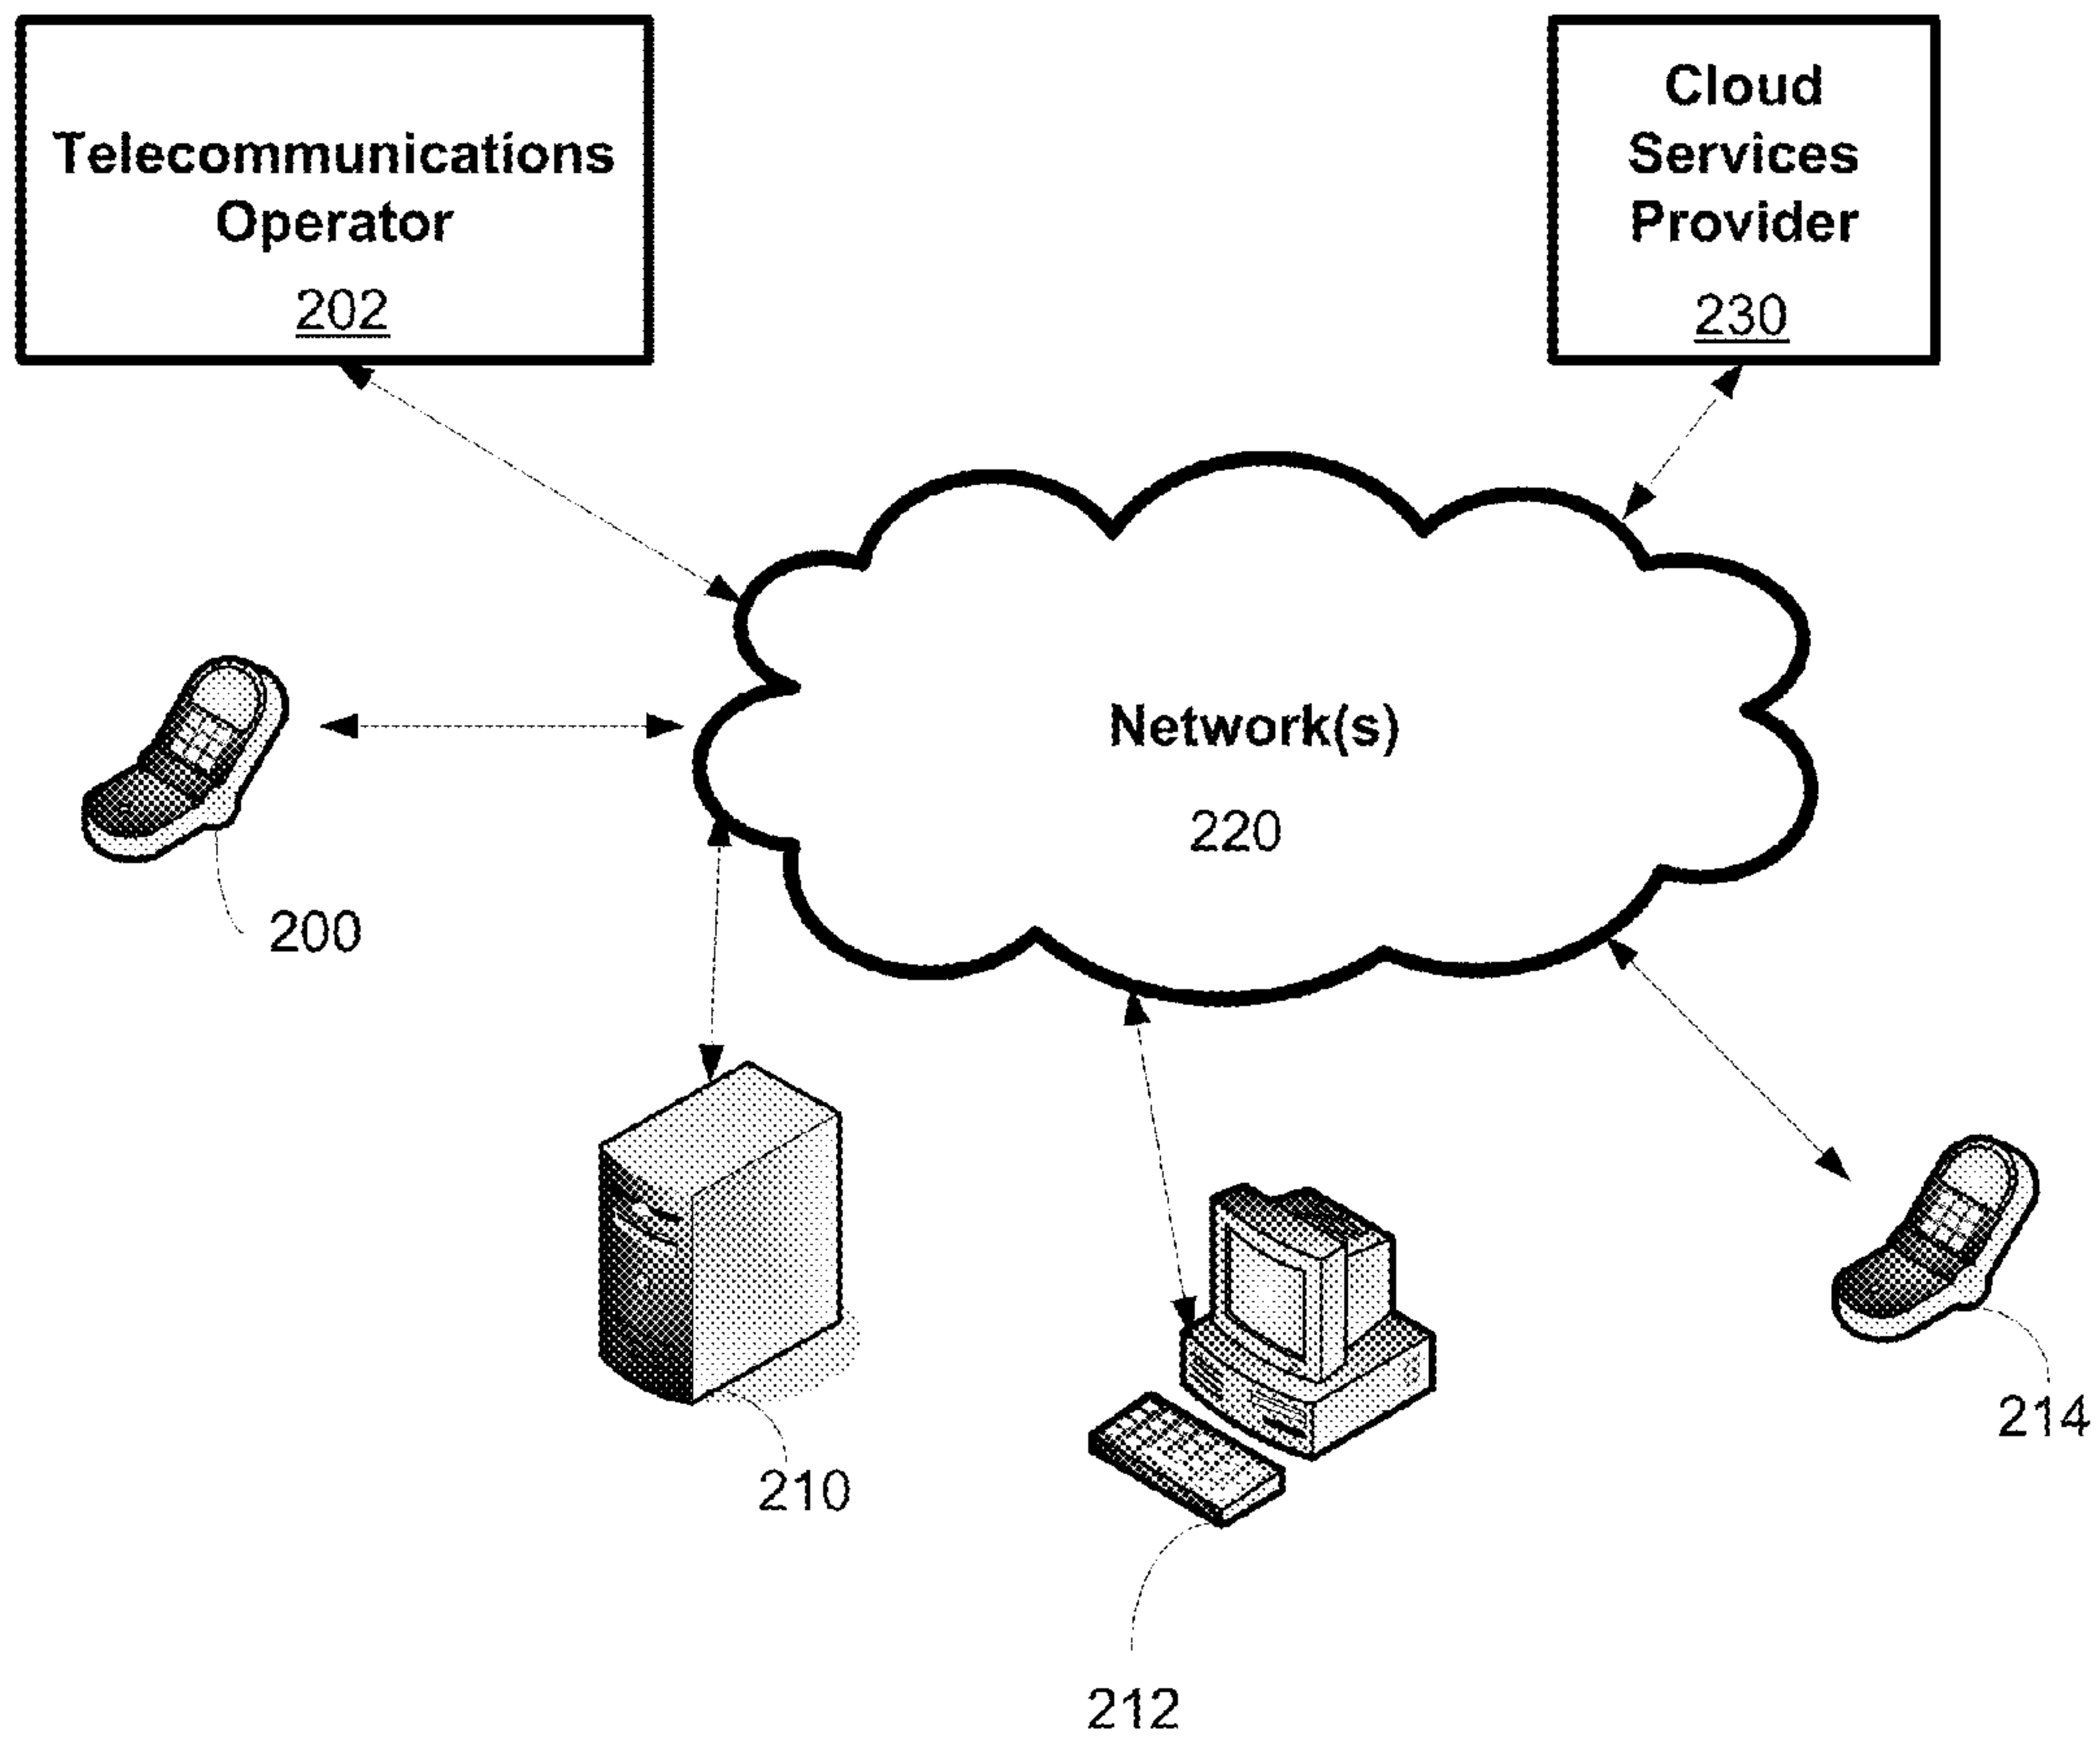 Telecommunications
Operator
202
Cloud
Services
Provider
230
Network(s)
220
200
210
212
214